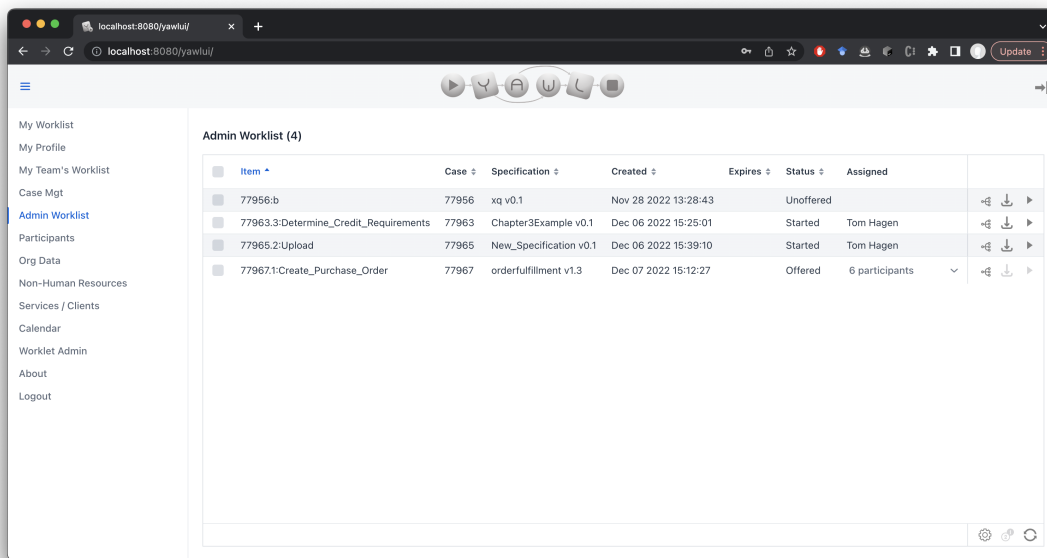 localhost:8080/yawlui/
localhost:8080/yawlui/
Update
Y A W L
My Worklist
My Profile
My Team's Worklist
Case Mgt
Admin Worklist
Participants
Org Data
Non-Human Resources
Services / Clients
Calendar
Worklet Admin
About
Logout
Admin Worklist (4)
Item Case Specification Created Expires Status Assigned
77956:b 77956 xq v0.1 Nov 28 2022 13:28:43 Unoffered
77963.3:Determine_Credit_Requirements 77963 Chapter3Example v0.1 Dec 06 2022 15:25:01 Started Tom Hagen
77965.2:Upload 77965 New_Specification v0.1 Dec 06 2022 15:39:10 Started Tom Hagen
77967.1:Create_Purchase_Order 77967 orderfulfillment v1.3 Dec 07 2022 15:12:27 Offered 6 participants